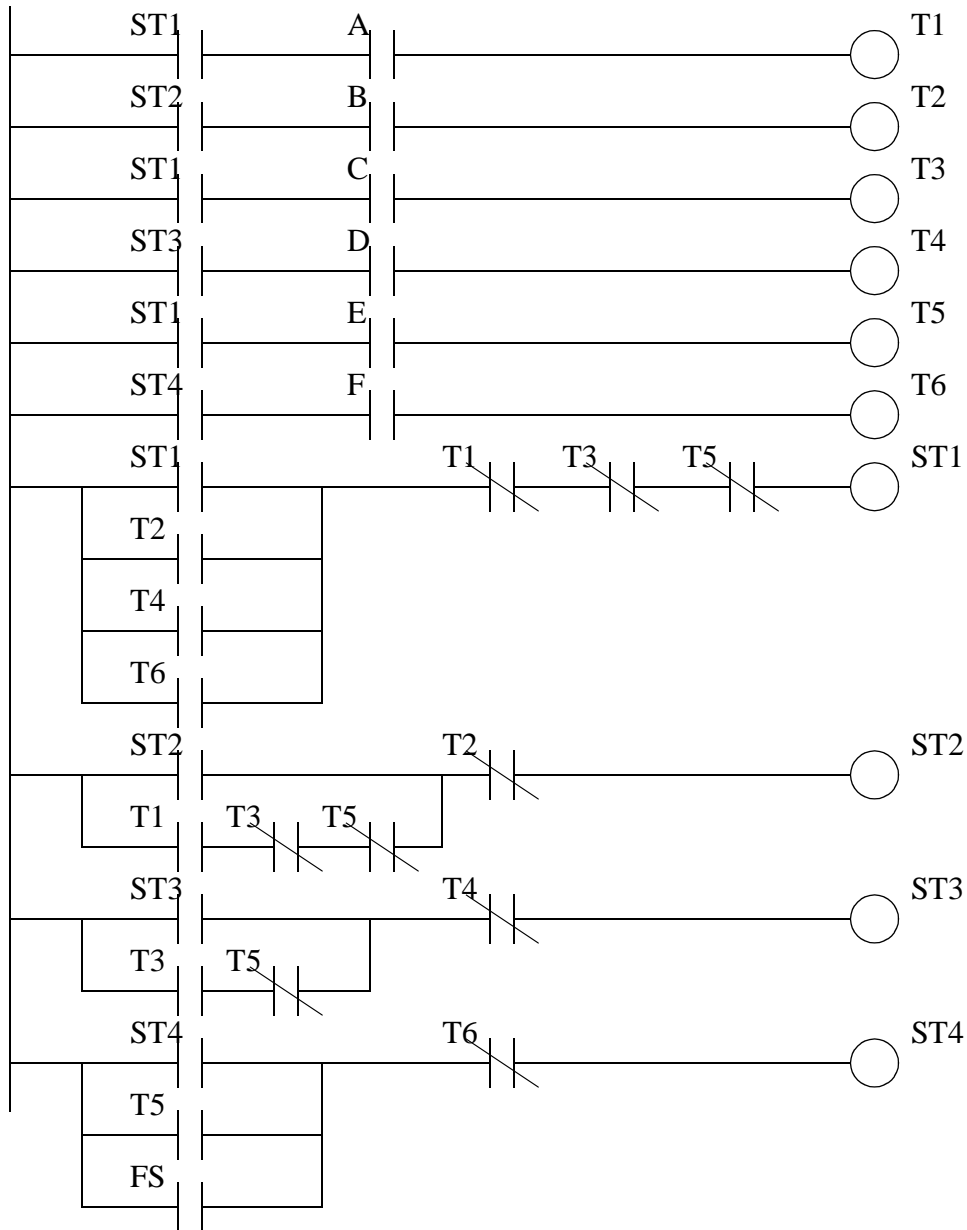 ST1 A T1
ST2 B T2
ST1 C T3
ST3 D T4
ST1 E T5
ST4 F T6
ST1 T1 T3 T5 ST1
T2
T4
T6
ST2 T2 ST2
T1 T3 T5
ST3 T4 ST3
T3 T5
ST4 T6 ST4
T5
FS